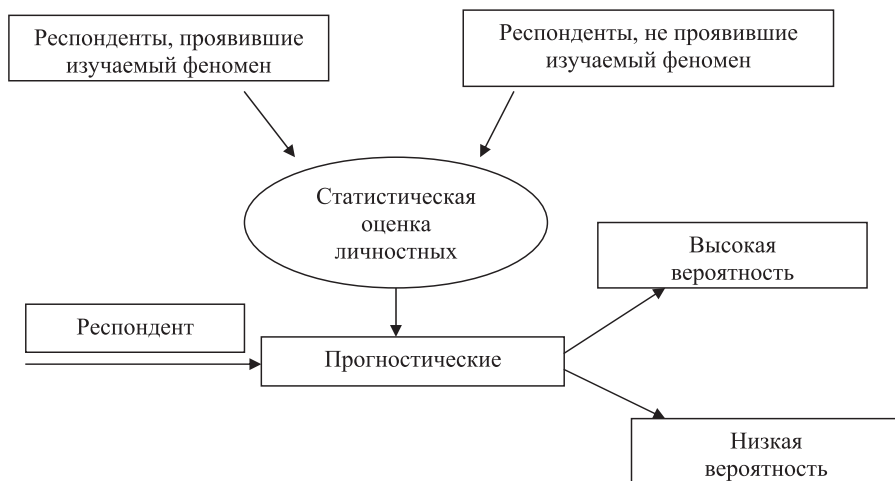 Респонденты, проявившие
изучаемый феномен
Респонденты, не проявившие
изучаемый феномен
Статистическая
оценка
личностных
Высокая
вероятность
Респондент
Прогностические
Низкая
вероятность